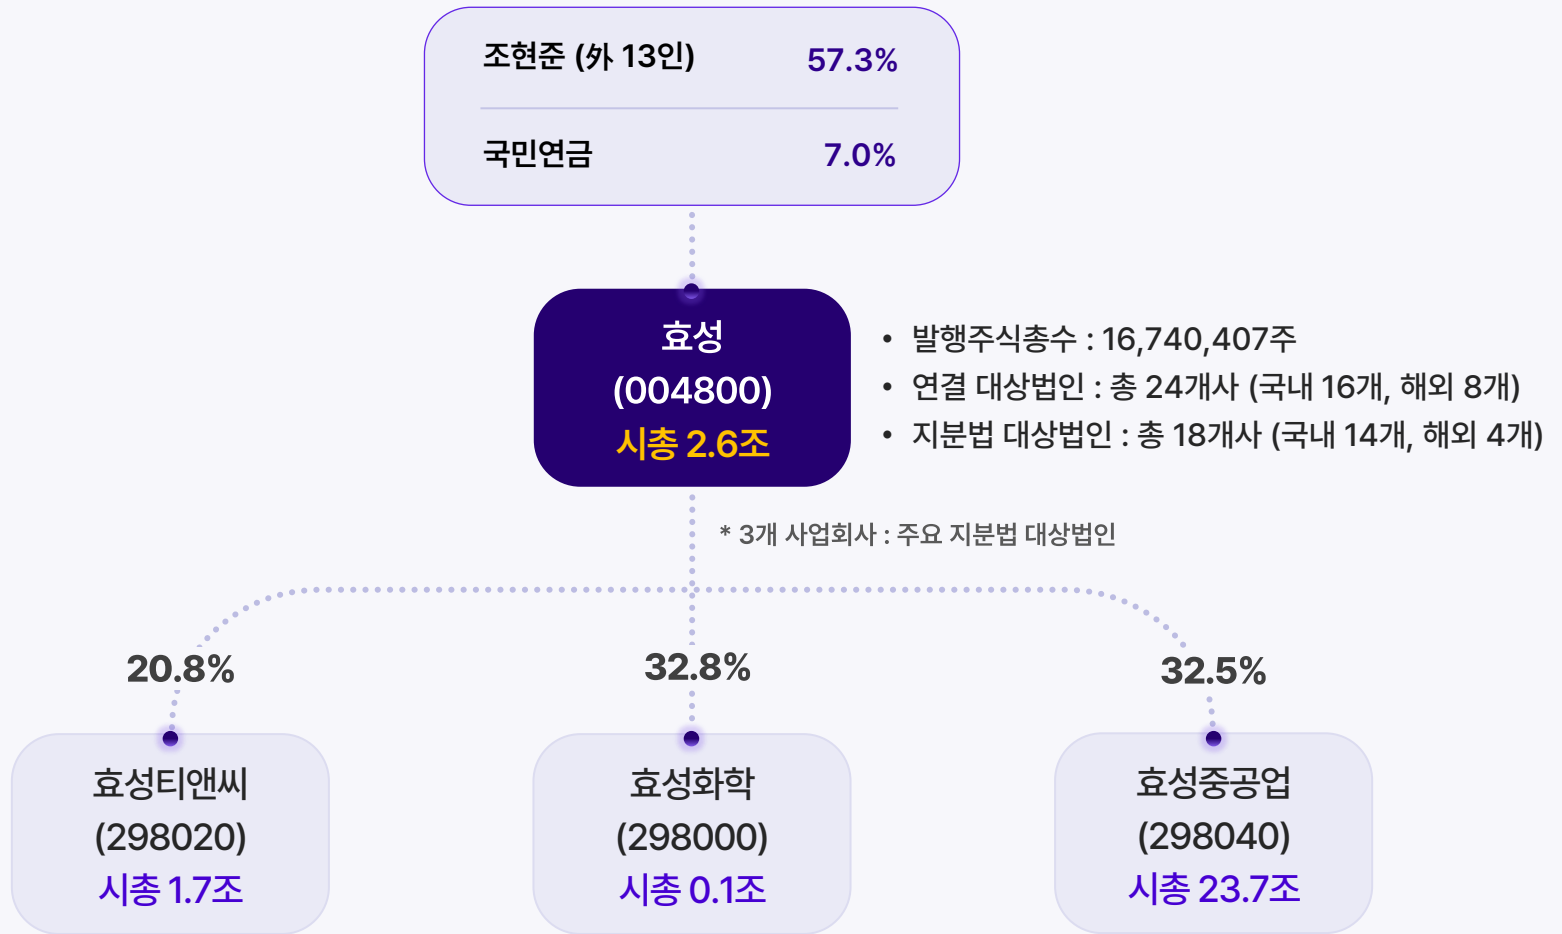 조현준 (外 13인) 57.3%
국민연금 7.0%
효성
(004800)
시총 2.6조
• 발행주식총수 : 16,740,407주
• 연결 대상법인 : 총 24개사 (국내 16개, 해외 8개)
• 지분법 대상법인 : 총 18개사 (국내 14개, 해외 4개)
* 3개 사업회사 : 주요 지분법 대상법인
20.8% 32.8% 32.5%
효성티앤씨
(298020)
시총 1.7조
효성화학
(298000)
시총 0.1조
효성중공업
(298040)
시총 23.7조